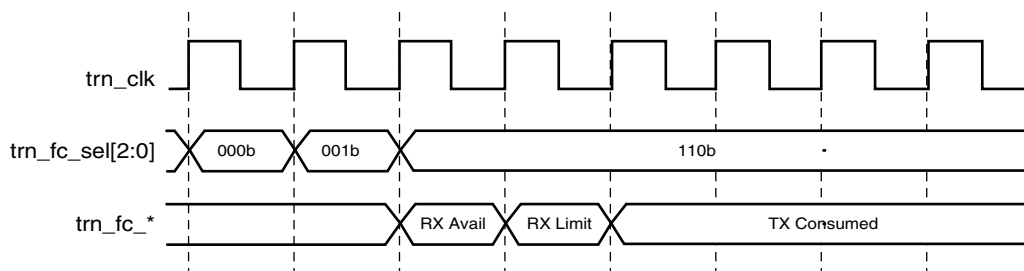 trn_clk
trn_fc_sel[2:0] 000b 001b 110b
trn_fc_* RX Avail RX Limit TX Consumed